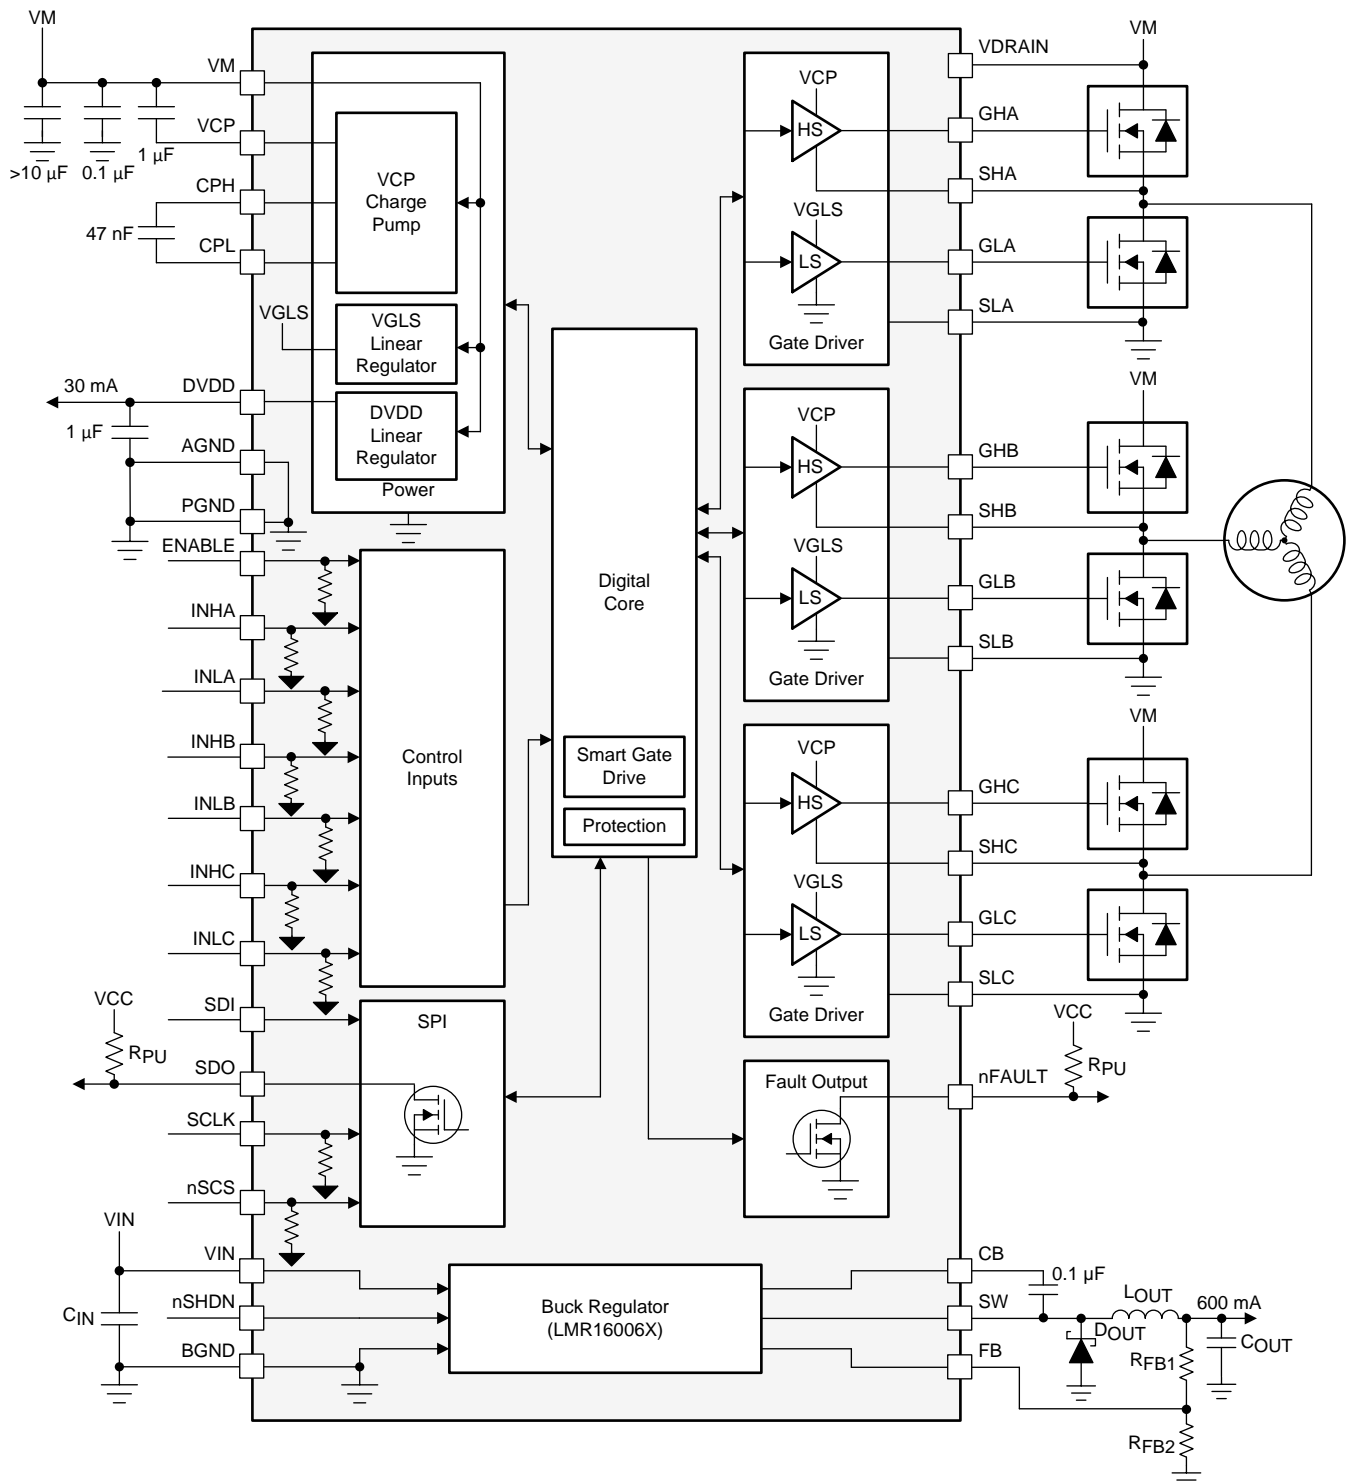 VM
VM
>10 µF
0.1 µF
1 µF
VCP
CPH
47 nF
CPL
VGLS
30 mA
DVDD
1 µF
AGND
PGND
ENABLE
INHA
INLA
INHB
INLB
INHC
INLC
VCC
SDI
RPU
SDO
SCLK
nSCS
VIN
VIN
CIN
nSHDN
BGND
VCP
Charge
Pump
VGLS
Linear
Regulator
DVDD
Linear
Regulator
Power
Control
Inputs
SPI
Digital
Core
Smart Gate
Drive
Protection
Buck Regulator
(LMR16006X)
VCP
HS
VGLS
LS
Gate Driver
VCP
HS
VGLS
LS
Gate Driver
VCP
HS
VGLS
LS
Gate Driver
Fault Output
VDRAIN
VM
GHA
SHA
GLA
SLA
VM
GHB
SHB
GLB
SLB
VM
GHC
SHC
GLC
SLC
VCC
RPU
nFAULT
CB
0.1 µF
SW
LOUT
600 mA
DOUT
COUT
FB
RFB1
RFB2